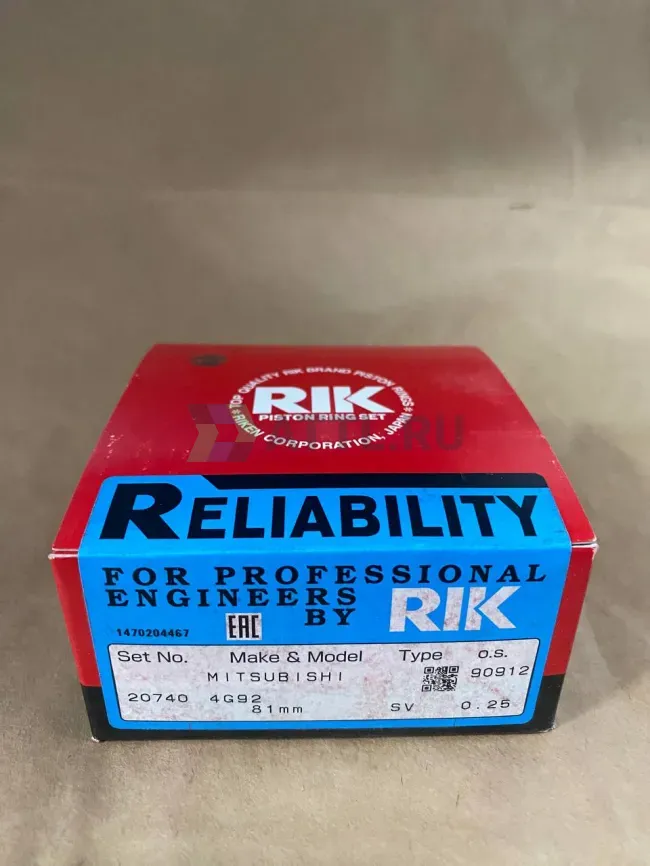 TOP QUALITY RIK BRAND PISTON RINGS
RIK
PISTON RING SET
RIKEN CORPORATION, JAPAN
RELIABILITY
FOR PROFESSIONAL
ENGINEERS
BY RIK
1470204467
EAC
Set No. Make & Model Type o.s.
MITSUBISHI 90912
20740 4G92
81mm SV 0.25